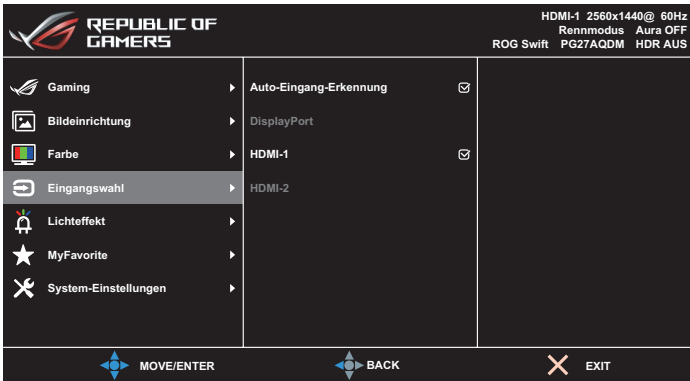 REPUBLIC OF
GAMERS
HDMI-1 2560x1440@ 60Hz
Rennmodus Aura OFF
ROG Swift PG27AQDM HDR AUS
Gaming
Bildeinrichtung
Farbe
Eingangswahl
Lichteffekt
MyFavorite
System-Einstellungen
Auto-Eingang-Erkennung
DisplayPort
HDMI-1
HDMI-2
MOVE/ENTER
BACK
EXIT